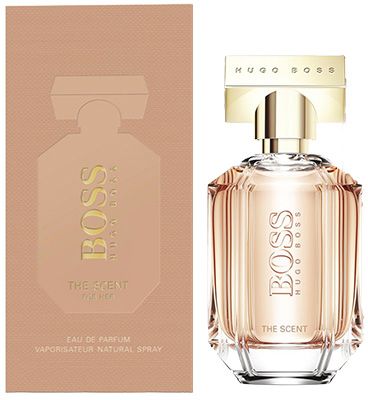 BOSS
HUGO BOSS
THE SCENT
FOR HER
EAU DE PARFUM
VAPORISATEUR-NATURAL SPRAY
HUGO BOSS
BOSS
HUGO BOSS
THE SCENT